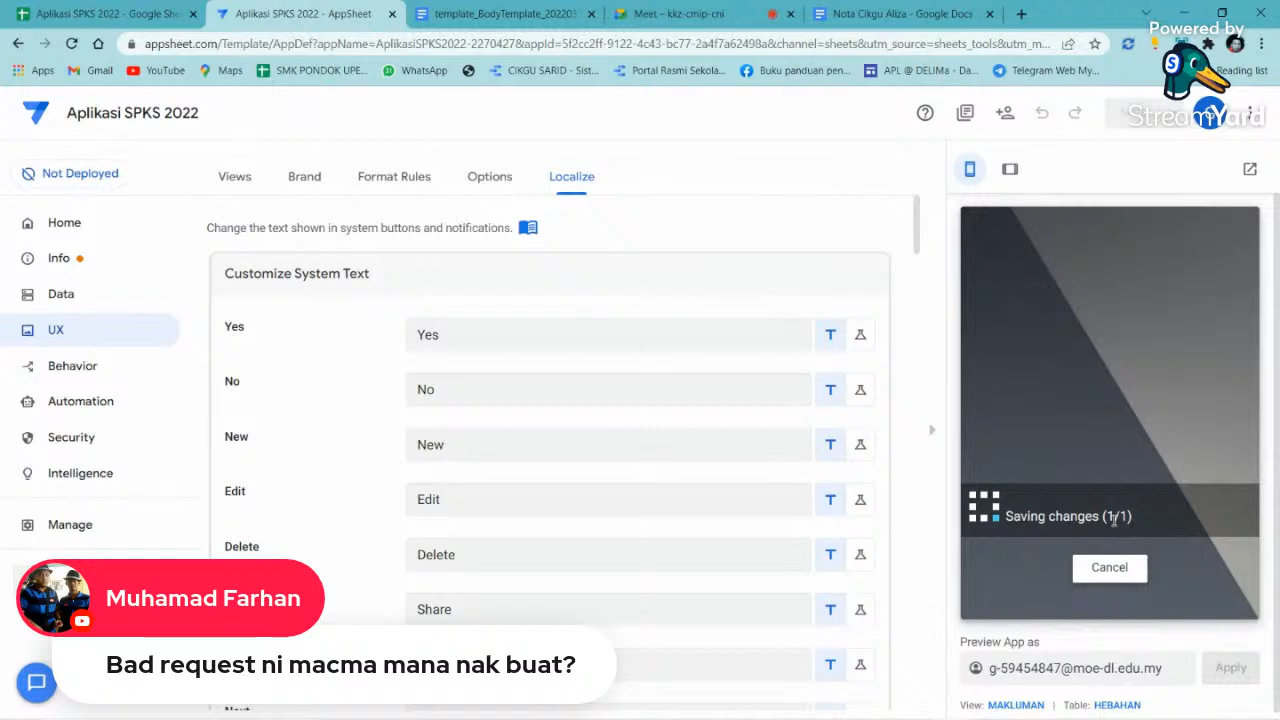 Aplikasi SPKS 2022 - Google She
AplikasiSPKS 2022 - AppSheet
template_BodyTemplate_2022031
Meet – kkz-cmip-cni
Nota Cikgu Aliza - Google Docs
Powered by
appsheet.com/Template/AppDef?appName=AplikasiSPKS2022-2270427&appId=5f2cc2ff-9122-4c43-bc77-2a4f7a62498a&channel=sheets&utm_source=sheets_tools&utm_m...
Apps
Gmail
YouTube
Maps
SMK PONDOK UPE...
WhatsApp
CIKGU SARID - Sist...
Portal Rasmi Sekola...
Buku panduan pen...
APL @ DELIMa - Da...
Telegram Web My...
Reading list
StreamYard
Aplikasi SPKS 2022
Not Deployed
Views
Brand
Format Rules
Options
Localize
Home
Info
Data
UX
Behavior
Automation
Security
Intelligence
Manage
Change the text shown in system buttons and notifications.
Customize System Text
Yes
Yes
No
No
New
New
Edit
Edit
Delete
Delete
Share
Saving changes (1/1)
Cancel
Preview App as
g-59454847@moe-dl.edu.my
Apply
View: MAKLUMAN
Table: HEBAHAN
Muhamad Farhan
Bad request ni macma mana nak buat?